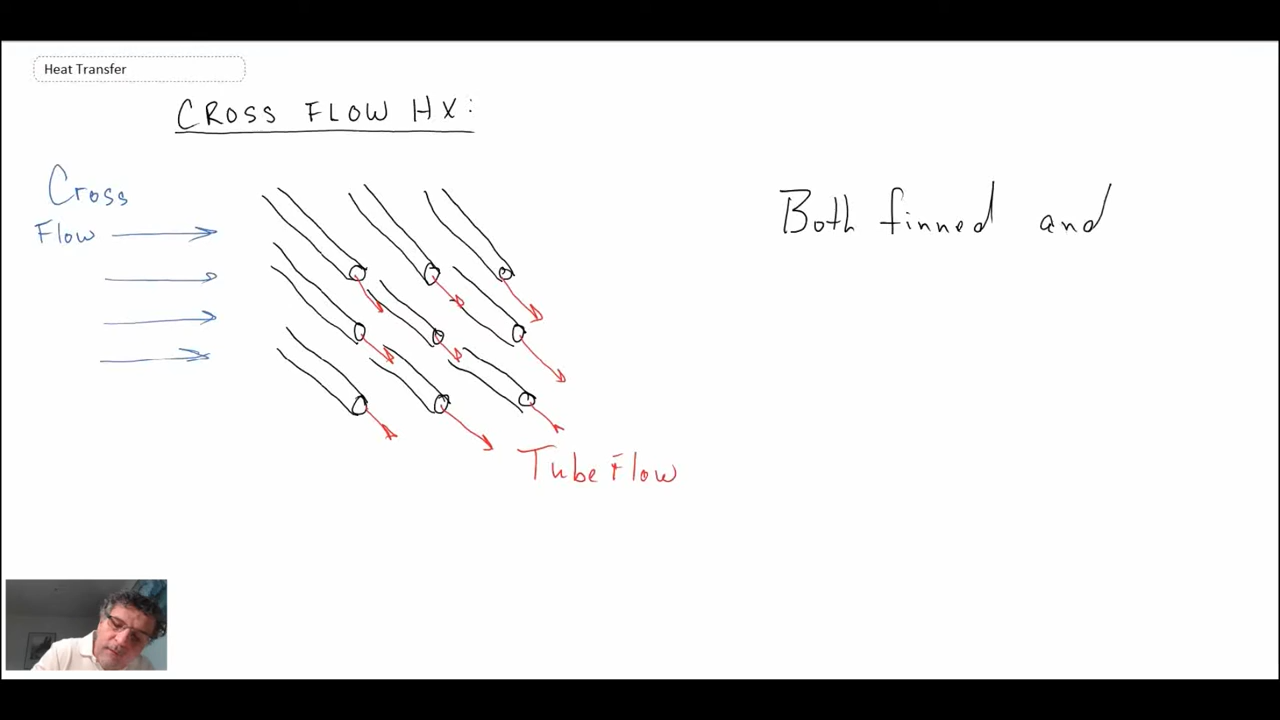 Heat Transfer
CROSS FLOW HX:
Cross
Flow
Both finned and
Tube Flow